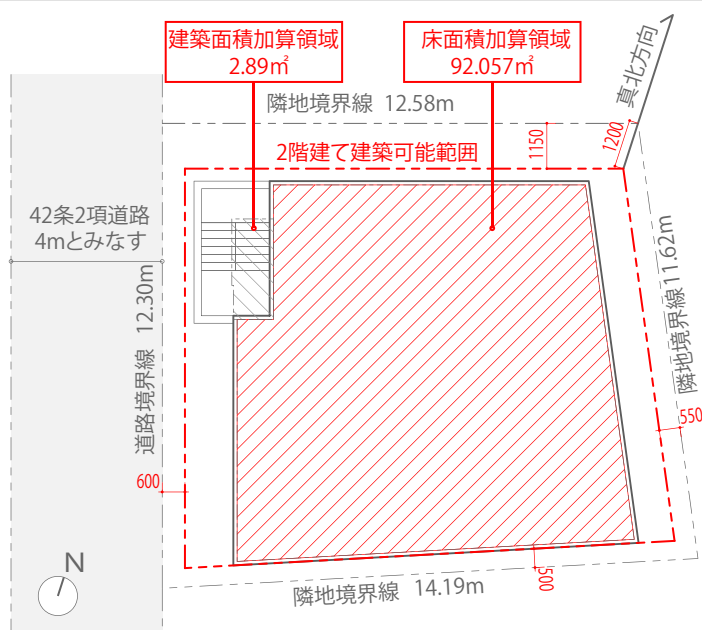 建築面積加算領域
2.89㎡
床面積加算領域
92.057㎡
真北方向
隣地境界線 12.58m
1150
1200
2階建て建築可能範囲
42条2項道路
4mとみなす
道路境界線 12.30m
隣地境界線11.62m
550
600
N
500
隣地境界線 14.19m